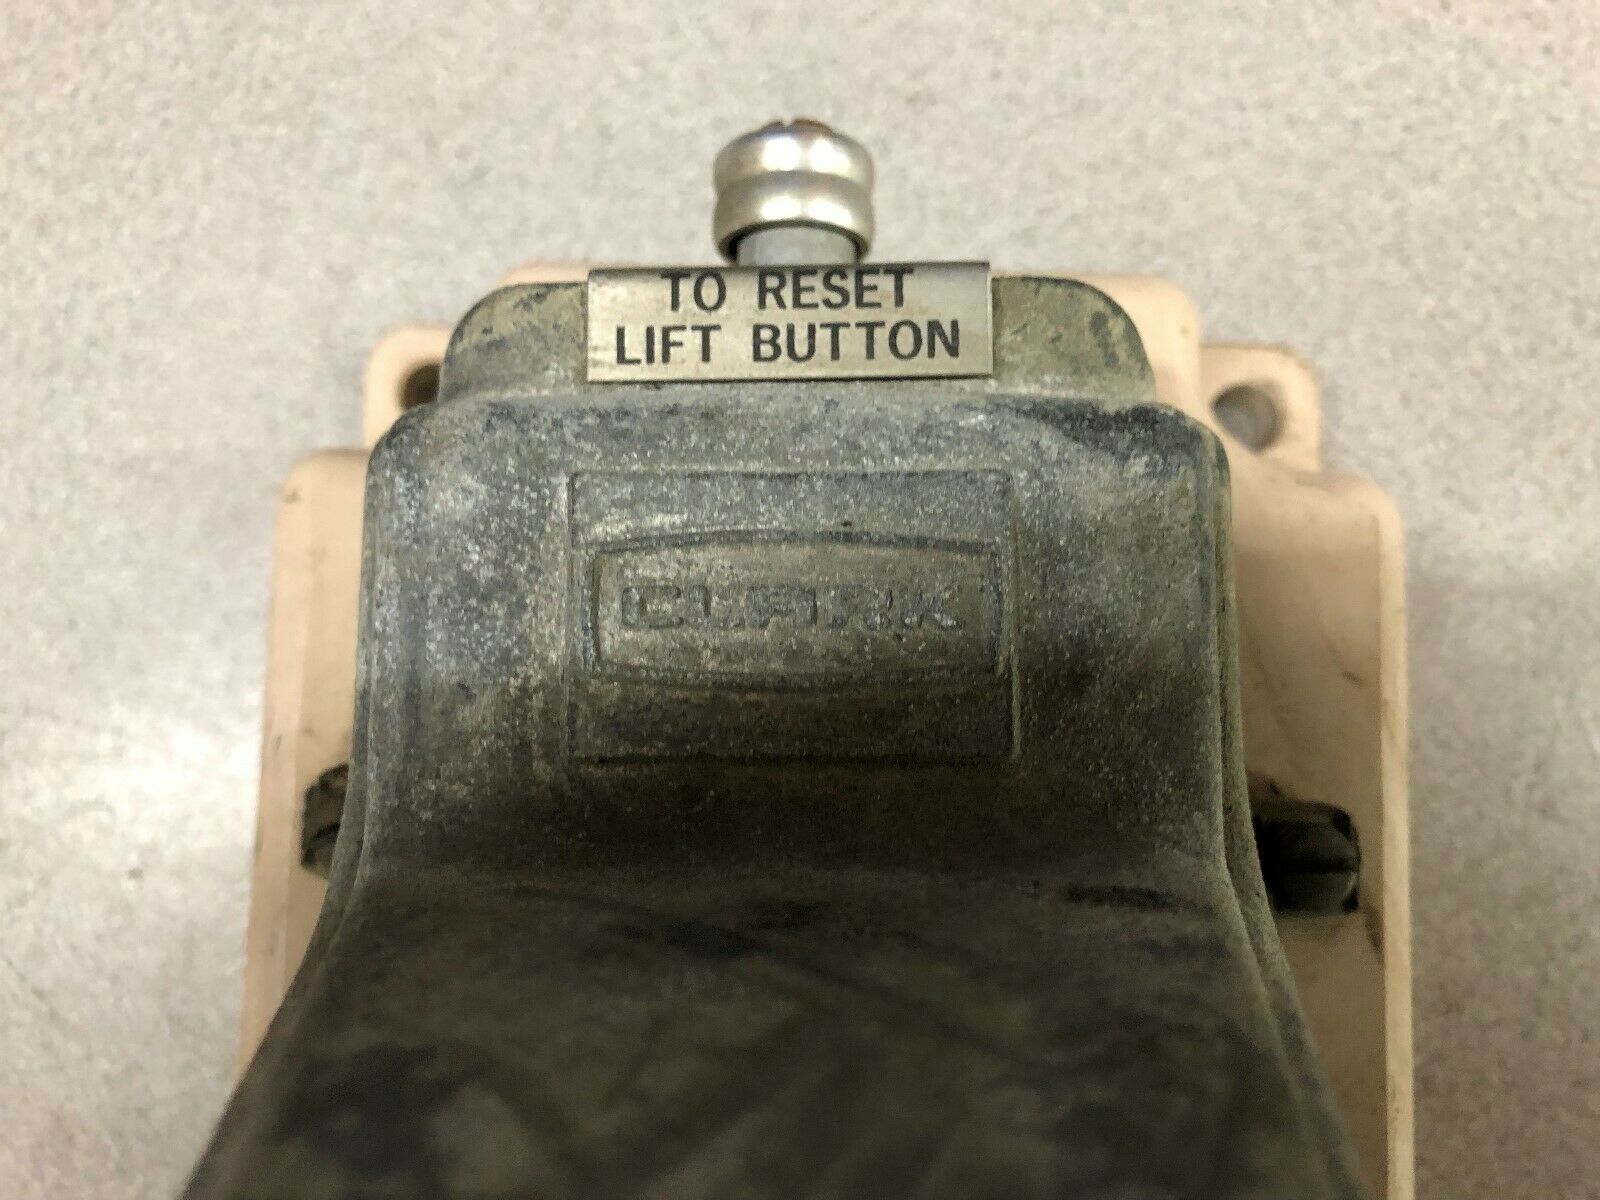 TO RESET
LIFT BUTTON
CLARK